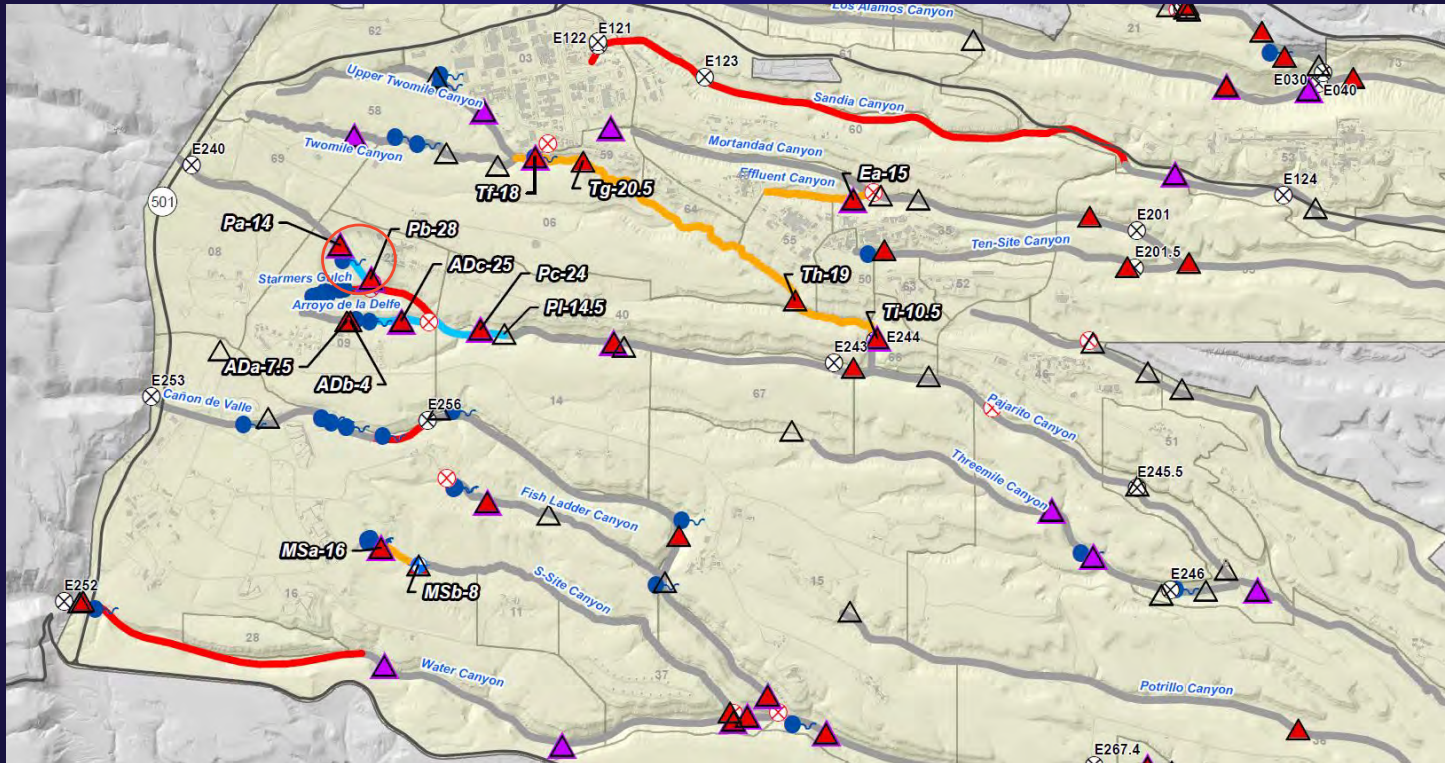 Los Alamos Canyon
62
E122
E121
03
61
21
E123
73
E030
E040
Upper Twomile Canyon
Sandia Canyon
58
60
Twomile Canyon
Mortandad Canyon
E240
69
59
Effluent Canyon
Ea-15
Tf-18
Tg-20.5
E124
501
64
Pa-14
Pb-28
06
E201
08
55
Ten-Site Canyon
ADc-25
Pc-24
E201.5
Starmers Gulch
50
63
52
Th-19
Arroyo de la Delfe
Pl-14.5
40
Ti-10.5
E243
E244
09
66
46
ADa-7.5
ADb-4
E253
Cañon de Valle
E256
14
67
Pajarito Canyon
51
Threemile Canyon
E245.5
Fish Ladder Canyon
MSa-16
E252
S-Site Canyon
15
E246
MSb-8
16
11
28
Water Canyon
37
Potrillo Canyon
36
E267.4